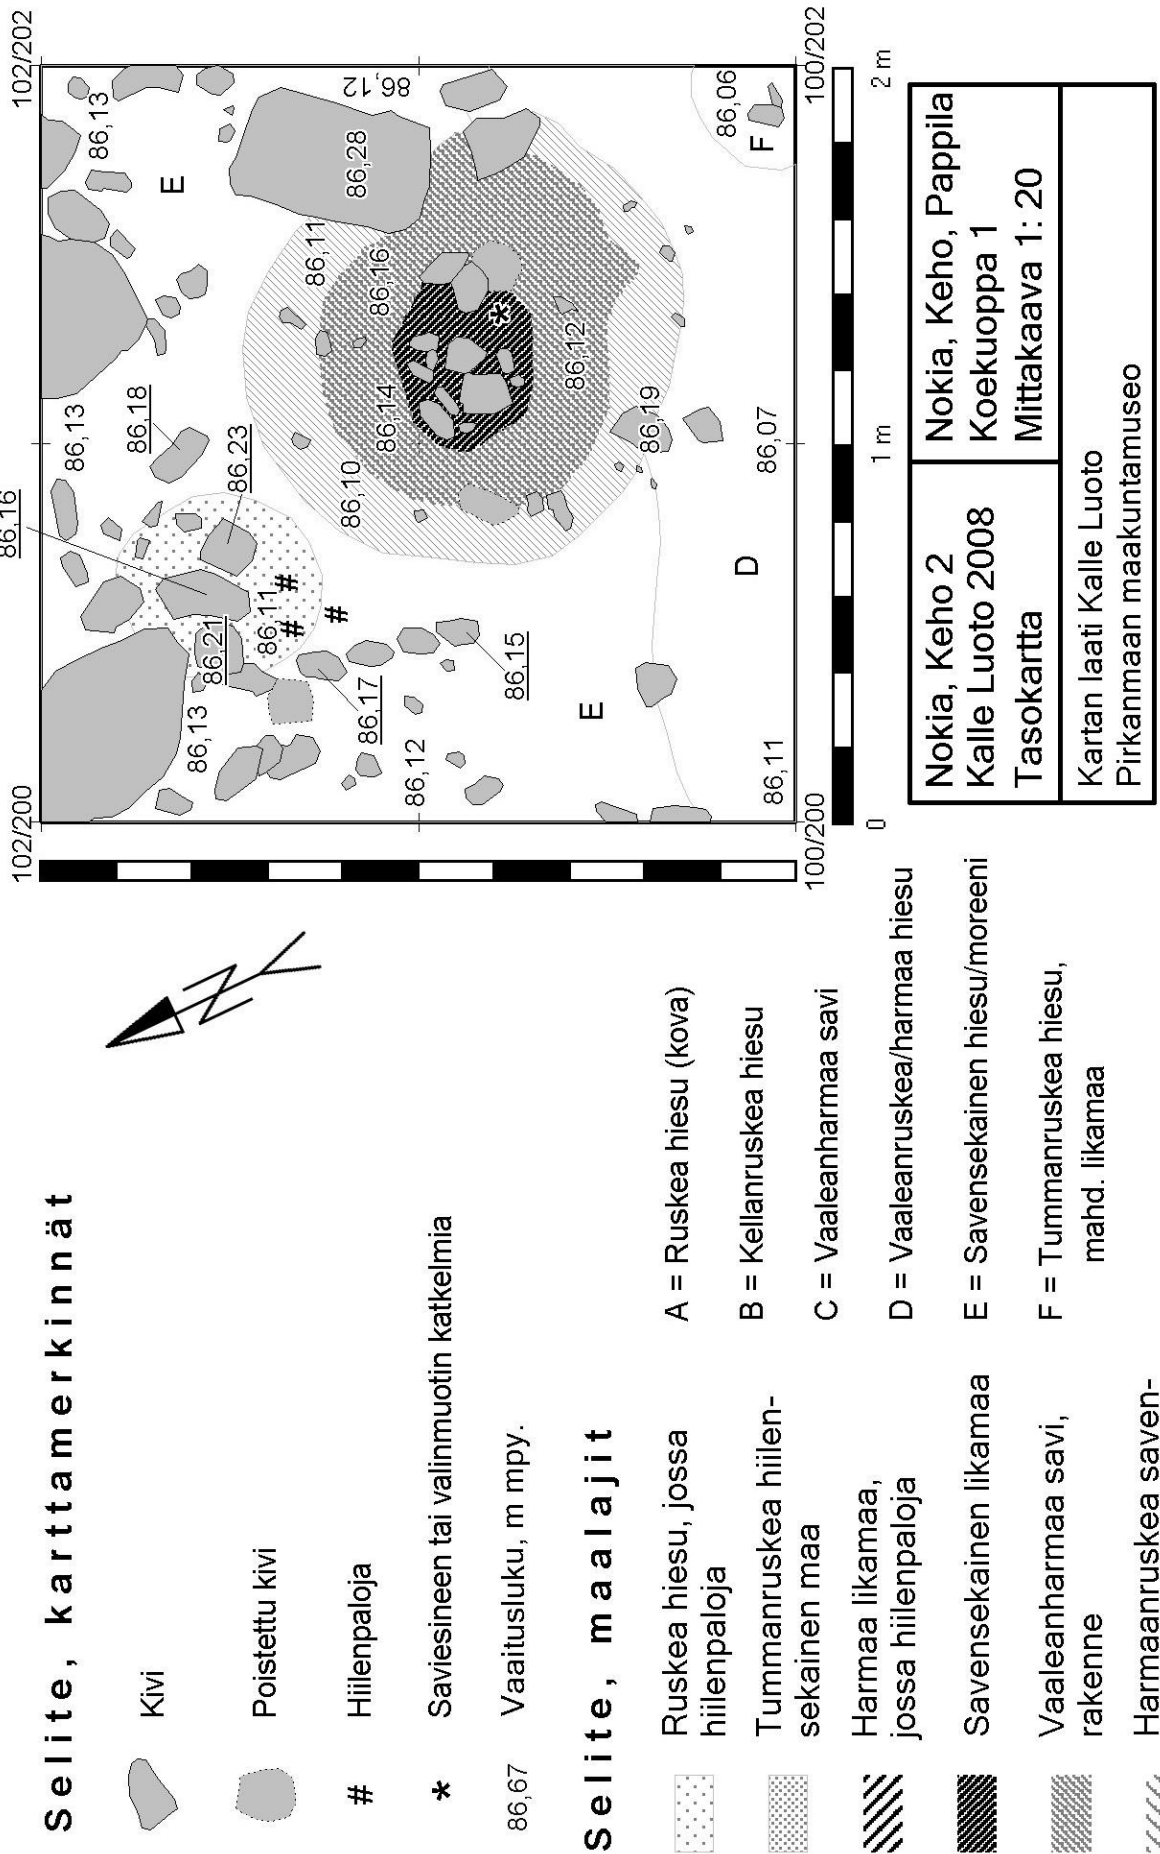 Selite, karttamerkinnät
Kivi
Poistettu kivi
# Hiilenpaloja
* Saviesineen tai valinmuotin katkelmia
86,67 Vaaitusluku, m mpy.
Selite, maalajit
Ruskea hiesu, jossa
hiilenpaloja
Tummanruskea hiilen-
sekainen maa
Harmaa likamaa,
jossa hiilenpaloja
Savensekainen likamaa
Vaaleanharmaa savi,
rakenne
Harmaanruskea saven-
A = Ruskea hiesu (kova)
B = Kellanruskea hiesu
C = Vaaleanharmaa savi
D = Vaaleanruskea/harmaa hiesu
E = Savensekainen hiesu/moreeni
F = Tummanruskea hiesu,
mahd. likamaa
N
102/200
102/202
86,16
86,13
86,13
86,13
86,18
E
86,23
86,21
86,11
#
#
#
86,17
86,15
86,12
E
86,10
86,14
86,16
86,11
86,28
86,12
*
86,12
86,19
86,07
D
86,11
86,06
F
100/200
100/202
0
1 m
2 m
Nokia, Keho 2
Kalle Luoto 2008
Tasokartta
Nokia, Keho, Pappila
Koekuoppa 1
Mittakaava 1: 20
Kartan laati Kalle Luoto
Pirkanmaan maakuntamuseo